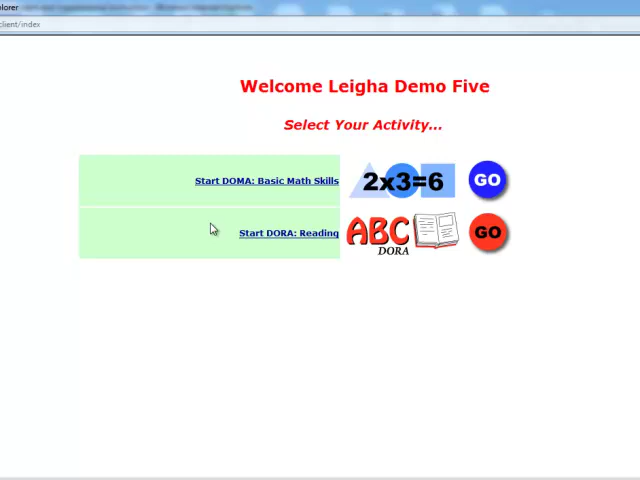 plorer
client/index
Welcome Leigha Demo Five
Select Your Activity...
Start DOMA: Basic Math Skills
2x3=6
GO
Start DORA: Reading
ABC
DORA
GO